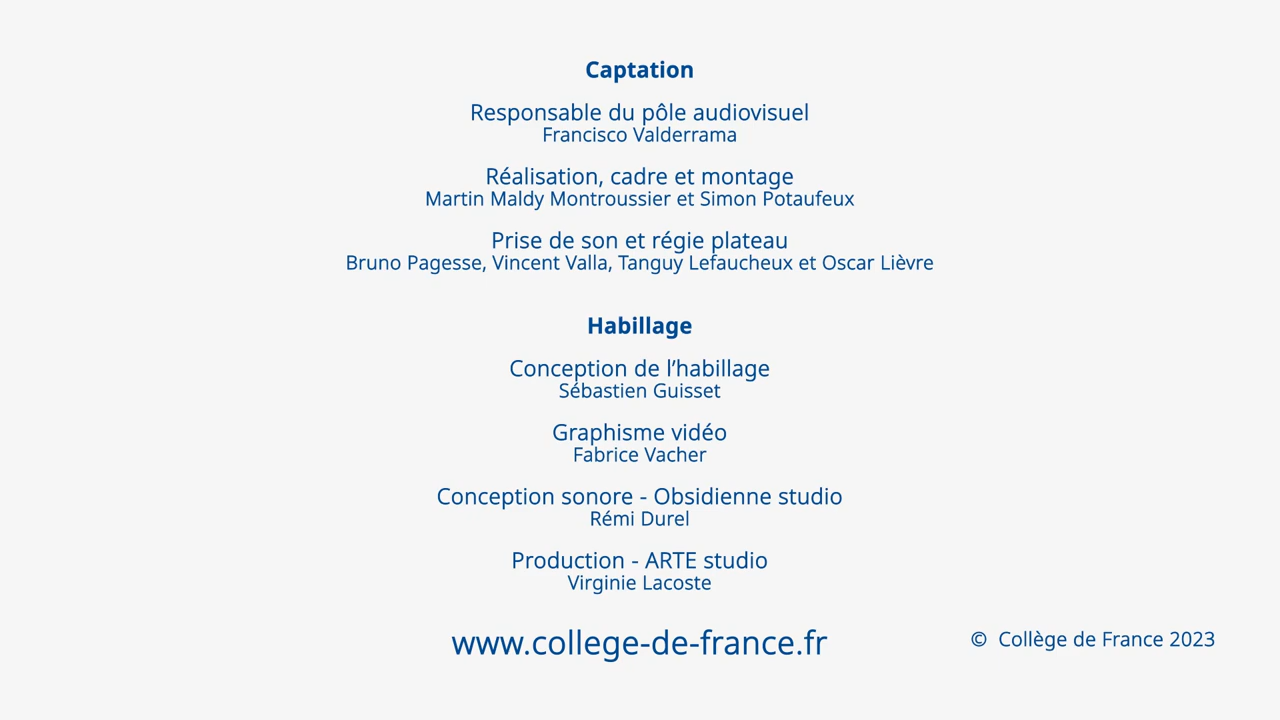 Captation
Responsable du pôle audiovisuel
Francisco Valderrama
Réalisation, cadre et montage
Martin Maldy Montroussier et Simon Potaufeux
Prise de son et régie plateau
Bruno Pagesse, Vincent Valla, Tanguy Lefaucheux et Oscar Lièvre
Habillage
Conception de l’habillage
Sébastien Guisset
Graphisme vidéo
Fabrice Vacher
Conception sonore - Obsidienne studio
Rémi Durel
Production - ARTE studio
Virginie Lacoste
www.college-de-france.fr
© Collège de France 2023